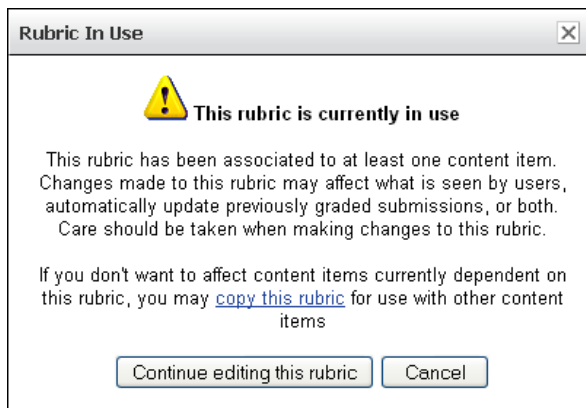 Rubric In Use
This rubric is currently in use
This rubric has been associated to at least one content item.
Changes made to this rubric may affect what is seen by users,
automatically update previously graded submissions, or both.
Care should be taken when making changes to this rubric.
If you don't want to affect content items currently dependent on
this rubric, you may copy this rubric for use with other content
items
Continue editing this rubric Cancel